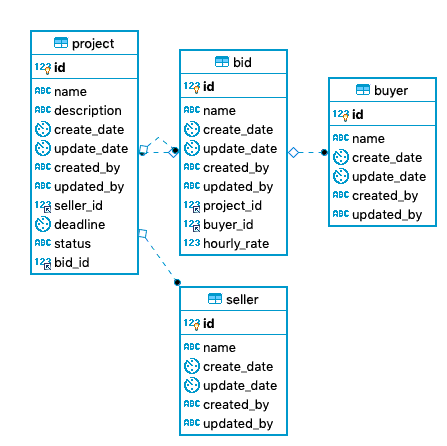 project
123 id
ABC name
ABC description
create_date
update_date
ABC created_by
ABC updated_by
123 seller_id
deadline
ABC status
123 bid_id
bid
123 id
ABC name
create_date
update_date
ABC created_by
ABC updated_by
123 project_id
123 buyer_id
123 hourly_rate
buyer
123 id
ABC name
create_date
update_date
ABC created_by
ABC updated_by
seller
123 id
ABC name
create_date
update_date
ABC created_by
ABC updated_by